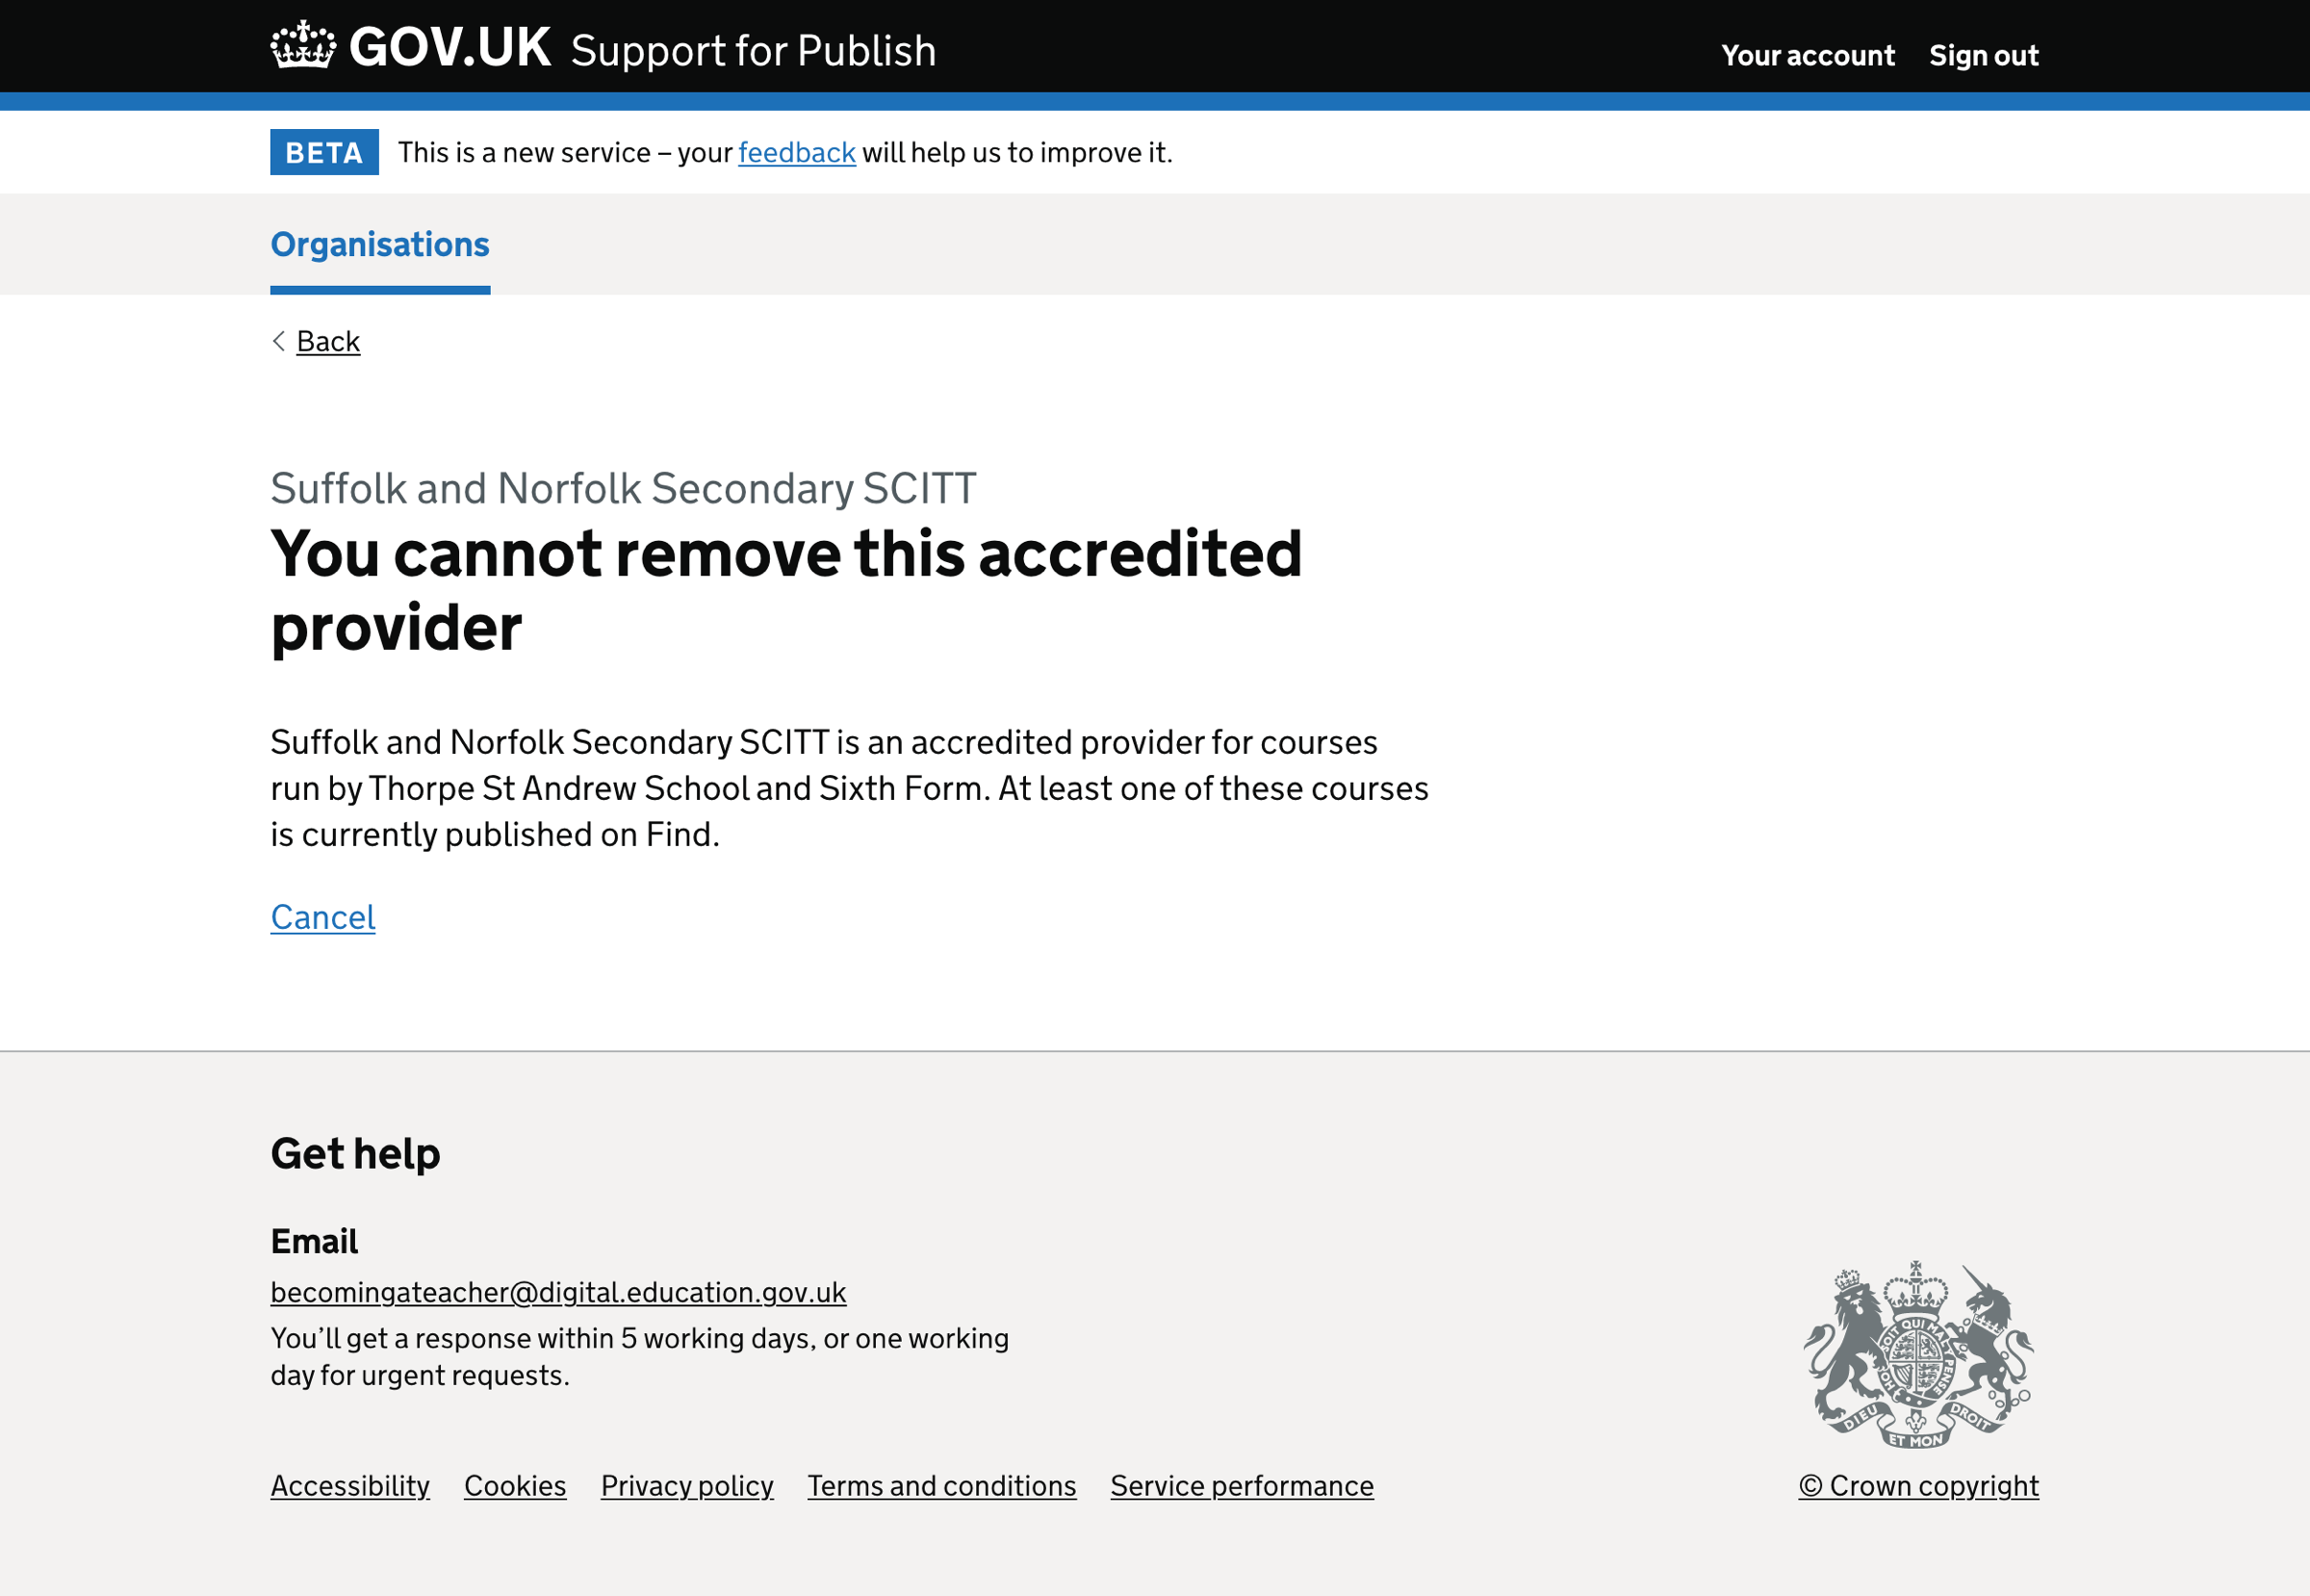 GOV.UK Support for Publish
Your account Sign out
BETA This is a new service – your feedback will help us to improve it.
Organisations
Back
Suffolk and Norfolk Secondary SCITT
You cannot remove this accredited
provider
Suffolk and Norfolk Secondary SCITT is an accredited provider for courses
run by Thorpe St Andrew School and Sixth Form. At least one of these courses
is currently published on Find.
Cancel
Get help
Email
becomingateacher@digital.education.gov.uk
You’ll get a response within 5 working days, or one working
day for urgent requests.
DIEU ET MON DROIT
Accessibility Cookies Privacy policy Terms and conditions Service performance
© Crown copyright